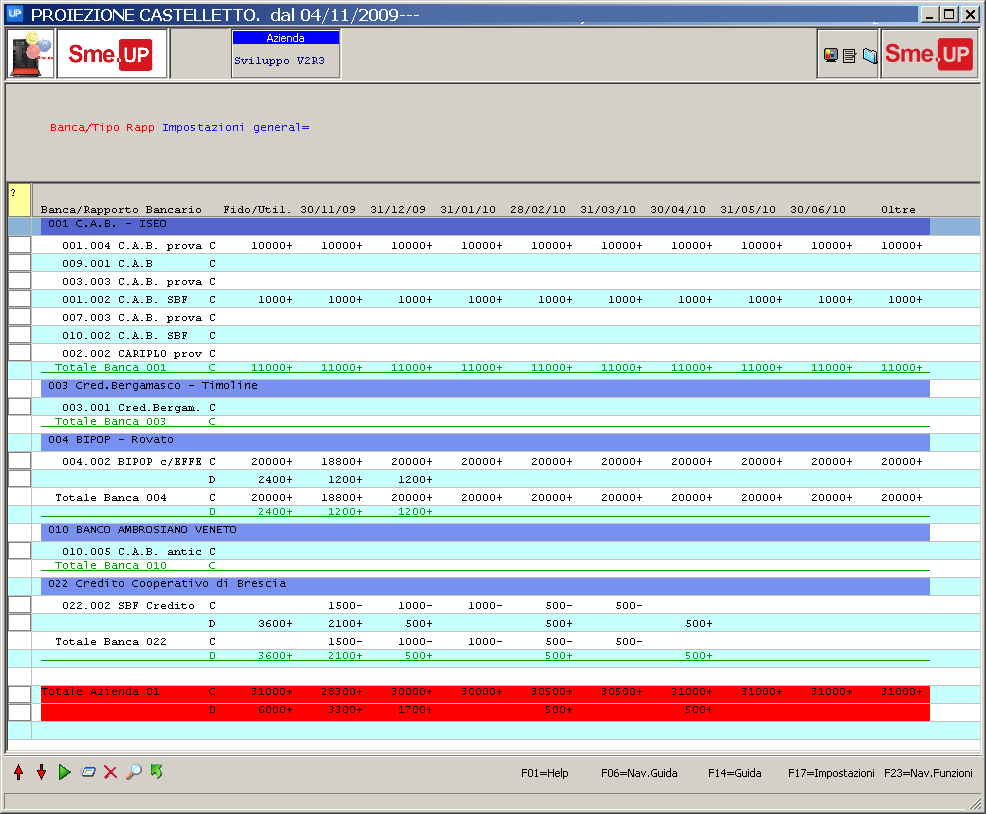 UP PROIEZIONE CASTELLETTO. dal 04/11/2009---
Sme.UP
Azienda
Sviluppo V2R3
Sme.UP
Banca/Tipo Rapp Impostazioni general=
?
Banca/Rapporto Bancario Fido/Util. 30/11/09 31/12/09 31/01/10 28/02/10 31/03/10 30/04/10 31/05/10 30/06/10 Oltre
001 C.A.B. - ISEO
001.004 C.A.B. prova C 10000+ 10000+ 10000+ 10000+ 10000+ 10000+ 10000+ 10000+ 10000+ 10000+
009.001 C.A.B C
003.003 C.A.B. prova C
001.002 C.A.B. SBF C 1000+ 1000+ 1000+ 1000+ 1000+ 1000+ 1000+ 1000+ 1000+ 1000+
007.003 C.A.B. prova C
010.002 C.A.B. SBF C
002.002 CARIPLO prov C
Totale Banca 001 C 11000+ 11000+ 11000+ 11000+ 11000+ 11000+ 11000+ 11000+ 11000+ 11000+
003 Cred.Bergamasco - Timoline
003.001 Cred.Bergam. C
Totale Banca 003 C
004 BIPOP - Rovato
004.002 BIPOP c/EFFE C 20000+ 18800+ 20000+ 20000+ 20000+ 20000+ 20000+ 20000+ 20000+ 20000+
D 2400+ 1200+ 1200+
Totale Banca 004 C 20000+ 18800+ 20000+ 20000+ 20000+ 20000+ 20000+ 20000+ 20000+ 20000+
D 2400+ 1200+ 1200+
010 BANCO AMBROSIANO VENETO
010.005 C.A.B. antic C
Totale Banca 010 C
022 Credito Cooperativo di Brescia
022.002 SBF Credito C 1500- 1000- 1000- 500- 500-
D 3600+ 2100+ 500+ 500+ 500+
Totale Banca 022 C 1500- 1000- 1000- 500- 500-
D 3600+ 2100+ 500+ 500+ 500+
Totale Azienda 01 C 31000+ 28300+ 30000+ 30000+ 30500+ 30500+ 31000+ 31000+ 31000+ 31000+
D 6000+ 3300+ 1700+ 500+ 500+
F01=Help F06=Nav.Guida F14=Guida F17=Impostazioni F23=Nav.Funzioni